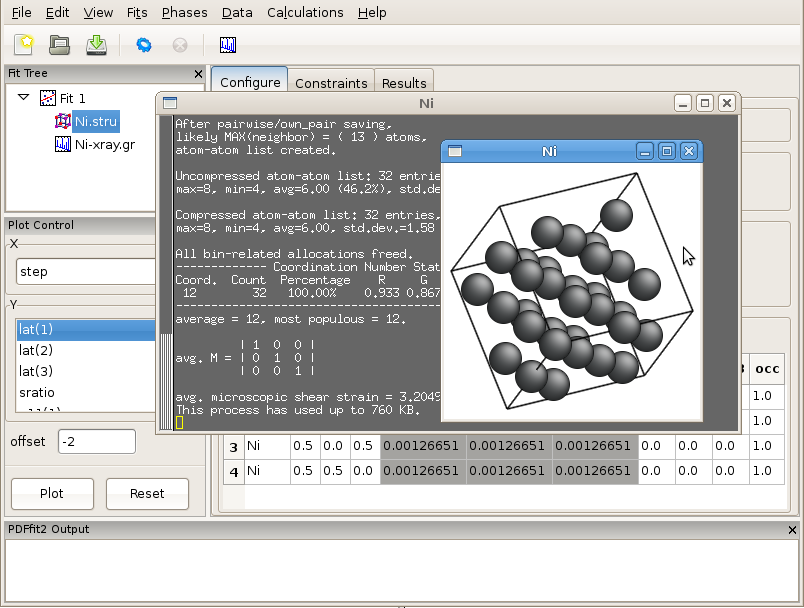 File Edit View Fits Phases Data Calculations Help
Fit Tree
Configure Constraints Results
Fit 1
Ni.stru
Ni-xray.gr
Ni
After pairwise/own_pair saving,
likely MAX(neighbor) = ( 13 ) atoms,
atom-atom list created.
Uncompressed atom-atom list: 32 entrie
max=8, min=4, avg=6.00 (46.2%), std.de
Compressed atom-atom list: 32 entries,
max=8, min=4, avg=6.00, std.dev.=1.58
All bin-related allocations freed.
------------- Coordination Number Stat
Coord. Count Percentage R G
12 32 100.00% 0.933 0.867
average = 12, most populous = 12.
| 1 0 0 |
avg. M = | 0 1 0 |
| 0 0 1 |
avg. microscopic shear strain = 3.2049
This process has used up to 760 KB.
Ni
Plot Control
X
step
Y
lat(1)
lat(2)
lat(3)
sratio
offset -2
Plot Reset
occ
1.0
1.0
3 Ni 0.5 0.0 0.5 0.00126651 0.00126651 0.00126651 0.0 0.0 0.0 1.0
4 Ni 0.5 0.5 0.0 0.00126651 0.00126651 0.00126651 0.0 0.0 0.0 1.0
PDFfit2 Output